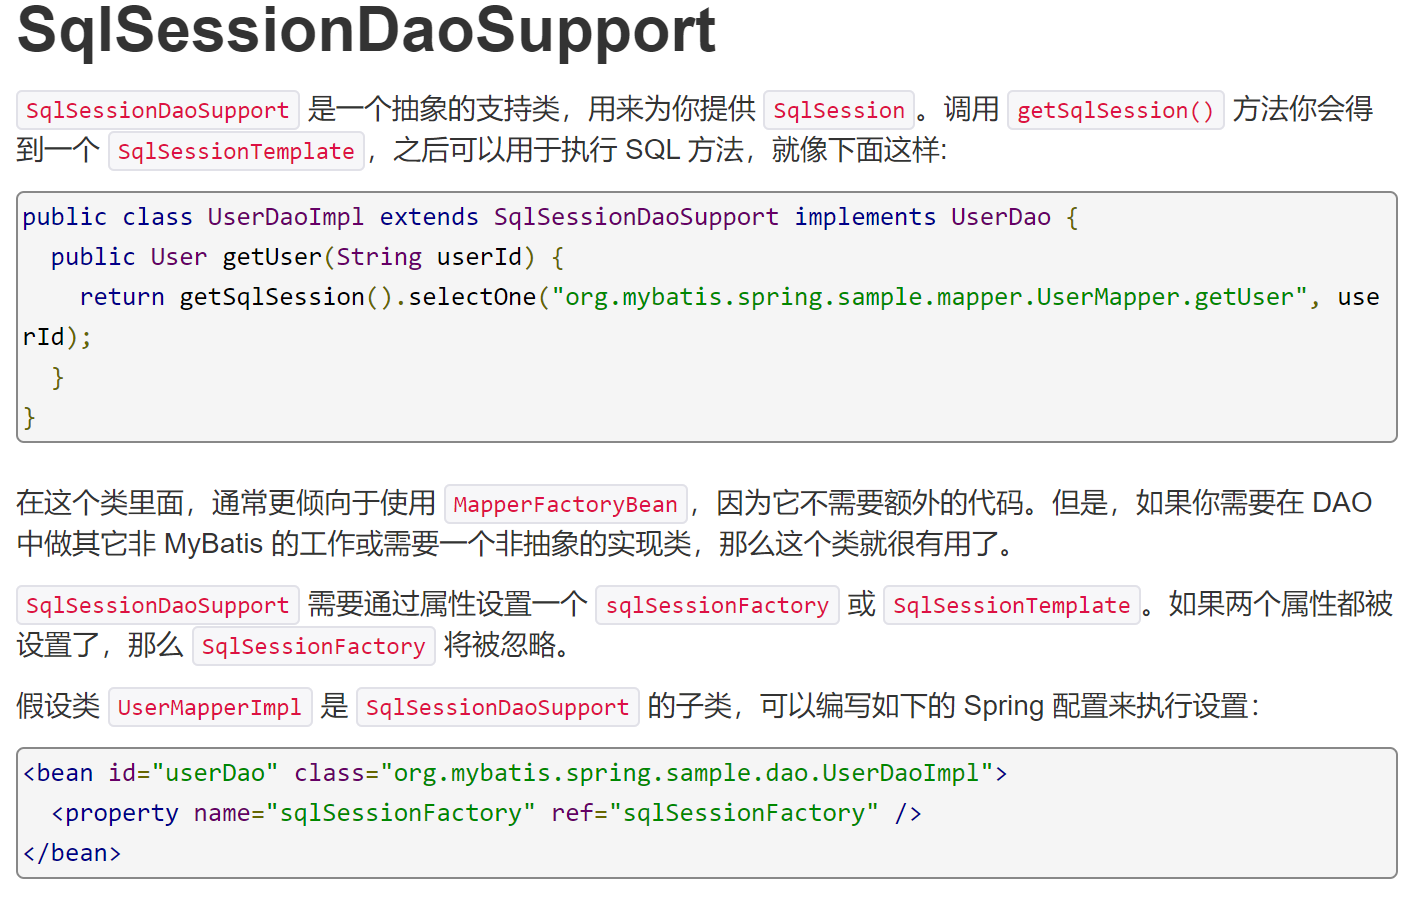 SqlSessionDaoSupport
SqlSessionDaoSupport 是一个抽象的支持类，用来为你提供 SqlSession。调用 getSqlSession() 方法你会得
到一个 SqlSessionTemplate，之后可以用于执行 SQL 方法，就像下面这样:
public class UserDaoImpl extends SqlSessionDaoSupport implements UserDao {
  public User getUser(String userId) {
    return getSqlSession().selectOne("org.mybatis.spring.sample.mapper.UserMapper.getUser", use
rId);
  }
}
在这个类里面，通常更倾向于使用 MapperFactoryBean，因为它不需要额外的代码。但是，如果你需要在 DAO
中做其它非 MyBatis 的工作或需要一个非抽象的实现类，那么这个类就很有用了。
SqlSessionDaoSupport 需要通过属性设置一个 sqlSessionFactory 或 SqlSessionTemplate。如果两个属性都被
设置了，那么 SqlSessionFactory 将被忽略。
假设类 UserMapperImpl 是 SqlSessionDaoSupport 的子类，可以编写如下的 Spring 配置来执行设置：
<bean id="userDao" class="org.mybatis.spring.sample.dao.UserDaoImpl">
  <property name="sqlSessionFactory" ref="sqlSessionFactory" />
</bean>